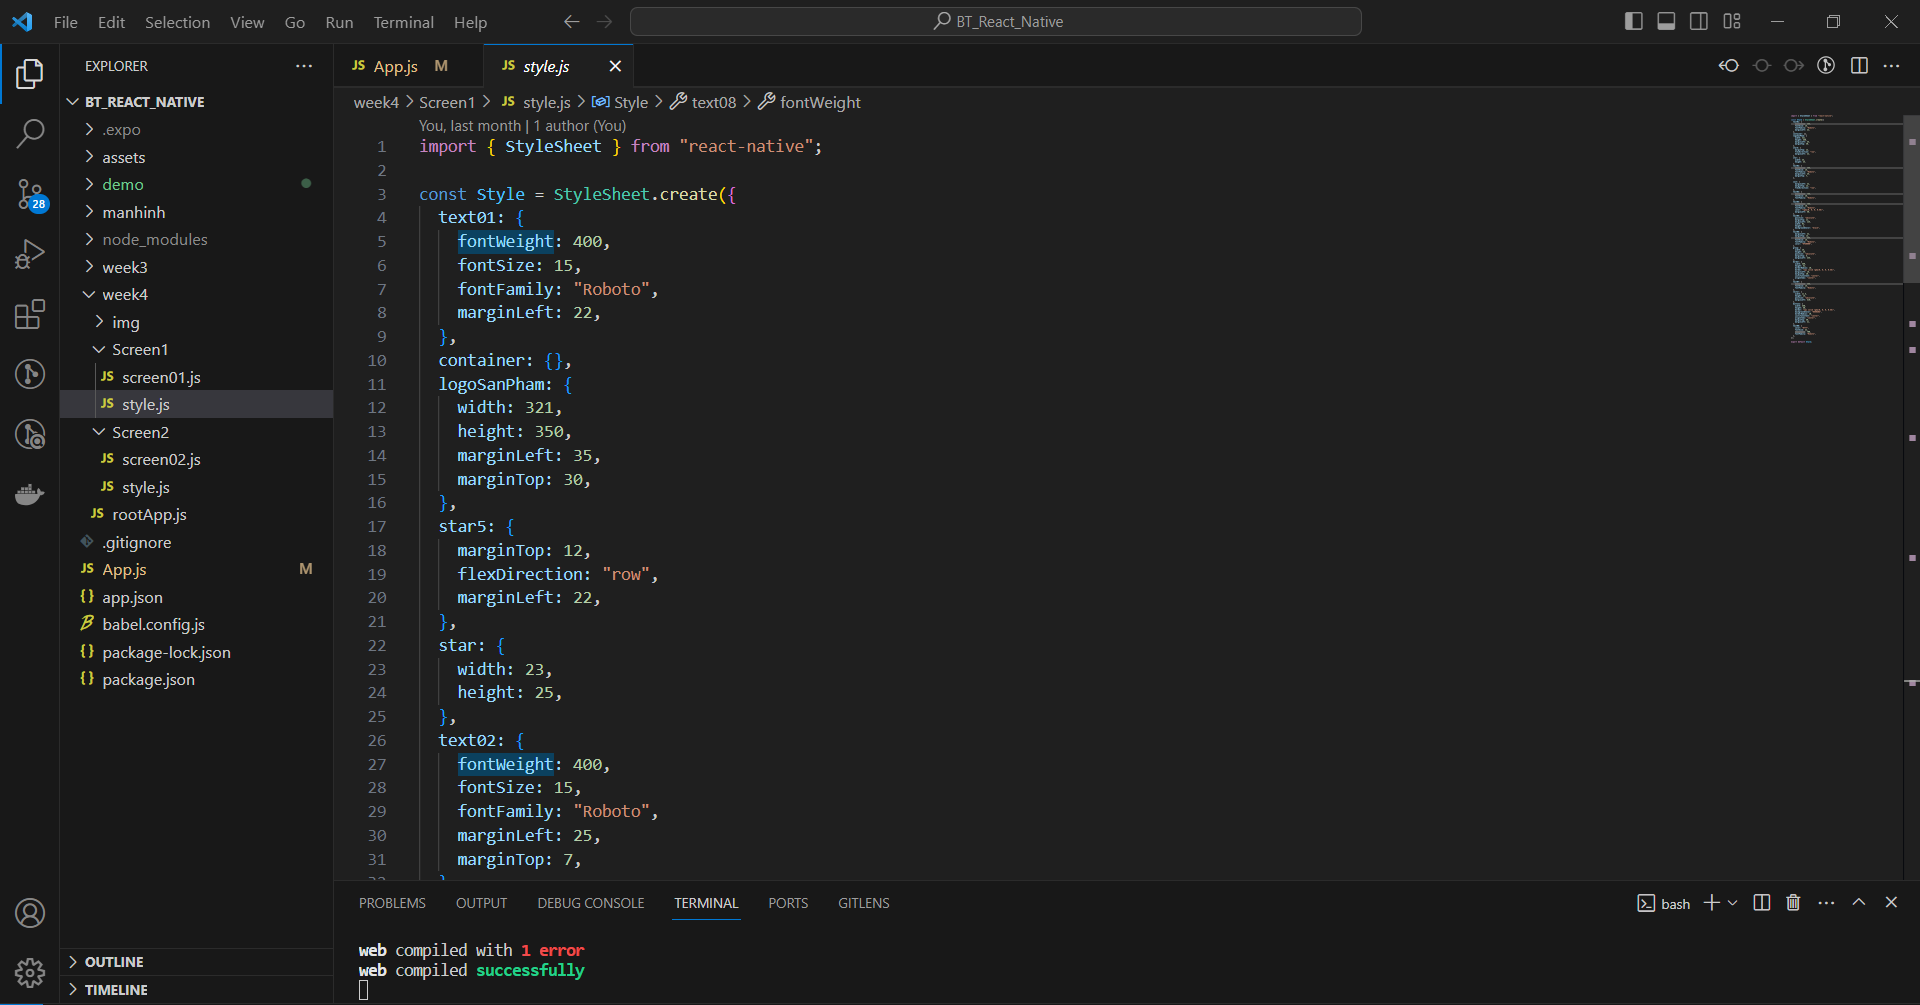 File Edit Selection View Go Run Terminal Help
BT_React_Native
EXPLORER
BT_REACT_NATIVE
.expo
assets
demo
manhinh
node_modules
week3
week4
img
Screen1
JS screen01.js
JS style.js
Screen2
JS screen02.js
JS style.js
JS rootApp.js
.gitignore
JS App.js M
{} app.json
babel.config.js
{} package-lock.json
{} package.json
OUTLINE
TIMELINE
28
JS App.js M
JS style.js
week4 > Screen1 > JS style.js > Style > text08 > fontWeight
You, last month | 1 author (You)
1 import { StyleSheet } from "react-native";
2
3 const Style = StyleSheet.create({
4 text01: {
5 fontWeight: 400,
6 fontSize: 15,
7 fontFamily: "Roboto",
8 marginLeft: 22,
9 },
10 container: {},
11 logoSanPham: {
12 width: 321,
13 height: 350,
14 marginLeft: 35,
15 marginTop: 30,
16 },
17 star5: {
18 marginTop: 12,
19 flexDirection: "row",
20 marginLeft: 22,
21 },
22 star: {
23 width: 23,
24 height: 25,
25 },
26 text02: {
27 fontWeight: 400,
28 fontSize: 15,
29 fontFamily: "Roboto",
30 marginLeft: 25,
31 marginTop: 7,
PROBLEMS OUTPUT DEBUG CONSOLE TERMINAL PORTS GITLENS
bash
web compiled with 1 error
web compiled successfully